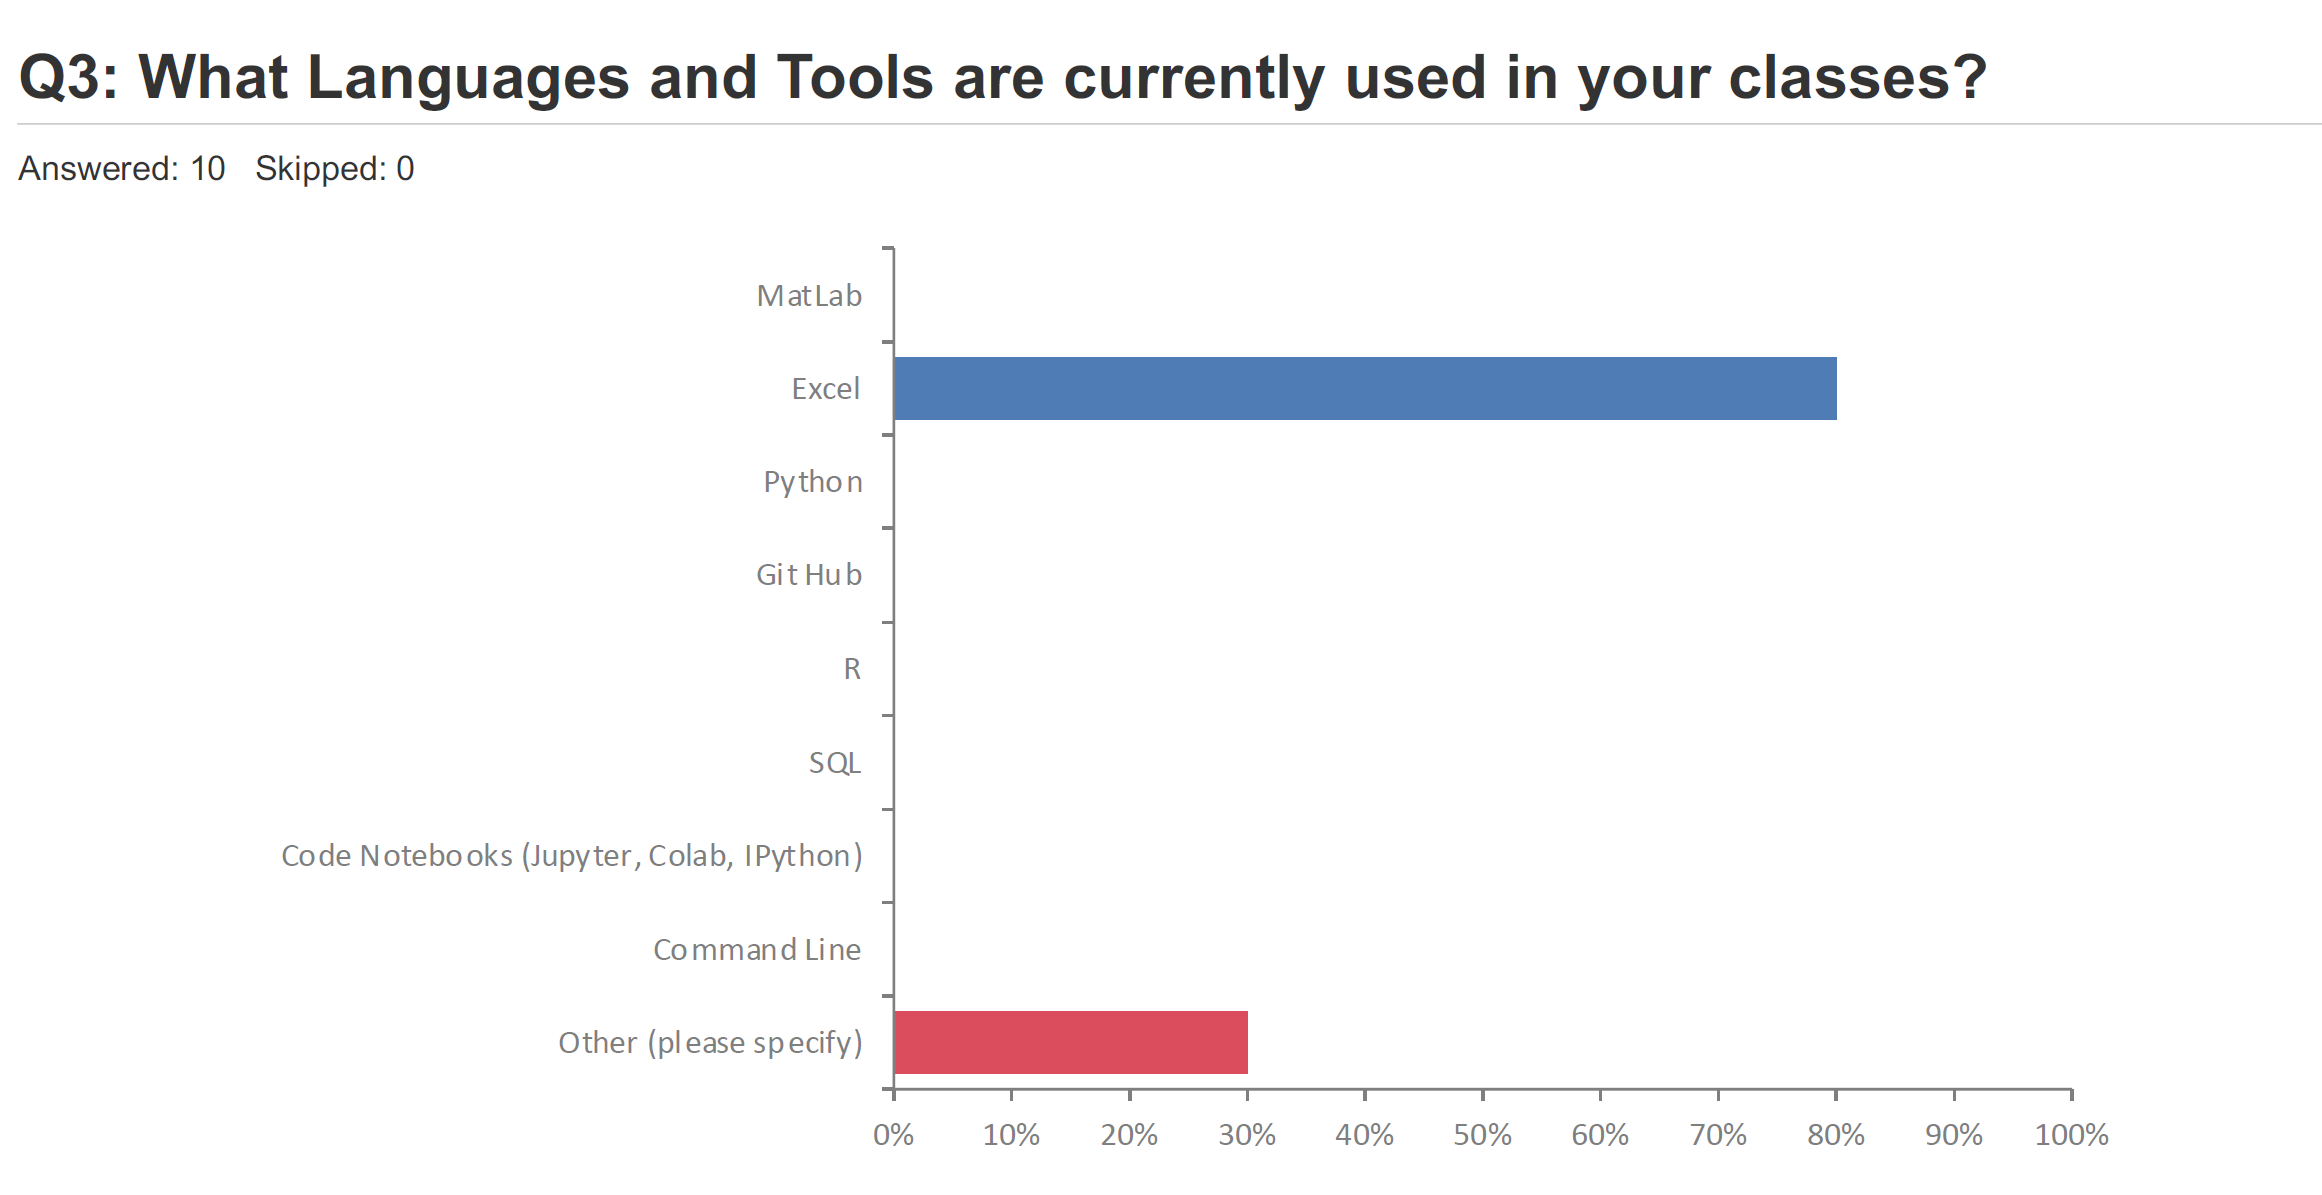 Q3: What Languages and Tools are currently used in your classes?
Answered: 10 Skipped: 0
MatLab
Excel
Python
GitHub
R
SQL
Code Notebooks (Jupyter, Colab, IPython)
Command Line
Other (please specify)
0% 10% 20% 30% 40% 50% 60% 70% 80% 90% 100%